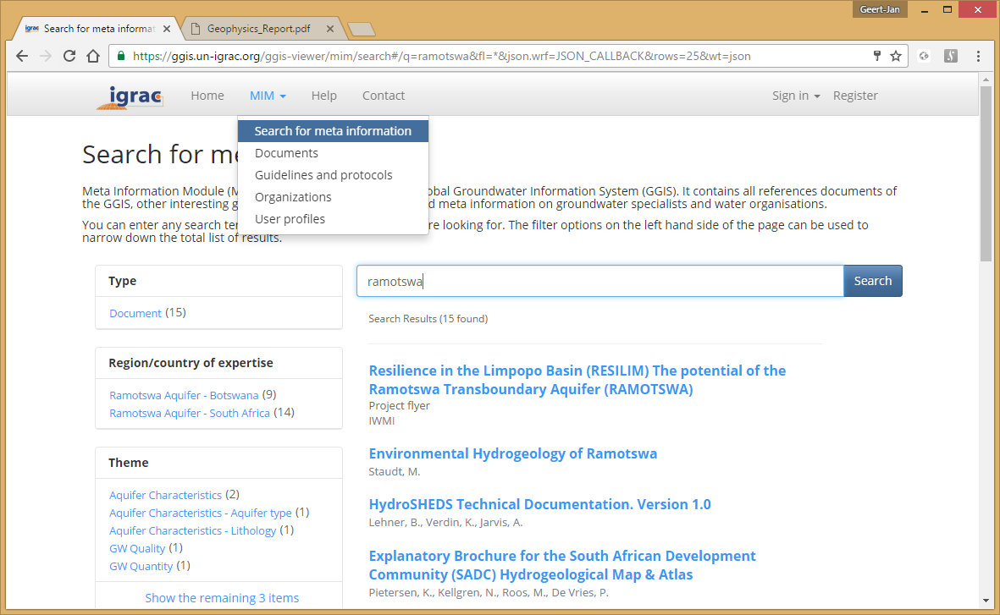 Geert-Jan
igrac Search for meta informat
Geophysics_Report.pdf
https://ggis.un-igrac.org/ggis-viewer/mim/search#/q=ramotswa&fl=*&json.wrf=JSON_CALLBACK&rows=25&wt=json
igrac Home MIM Help Contact Sign in Register
Search for meta information
Documents
Guidelines and protocols
Organizations
User profiles
Search for me
Meta Information Module (M
obal Groundwater Information System (GGIS). It contains all references documents of
the GGIS, other interesting g
d meta information on groundwater specialists and water organisations.
You can enter any search ter
re looking for. The filter options on the left hand side of the page can be used to
narrow down the total list of results.
Type
Document (15)
Region/country of expertise
Ramotswa Aquifer - Botswana (9)
Ramotswa Aquifer - South Africa (14)
Theme
Aquifer Characteristics (2)
Aquifer Characteristics - Aquifer type (1)
Aquifer Characteristics - Lithology (1)
GW Quality (1)
GW Quantity (1)
Show the remaining 3 items
ramotswa
Search
Search Results (15 found)
Resilience in the Limpopo Basin (RESILIM) The potential of the
Ramotswa Transboundary Aquifer (RAMOTSWA)
Project flyer
IWMI
Environmental Hydrogeology of Ramotswa
Staudt, M.
HydroSHEDS Technical Documentation. Version 1.0
Lehner, B., Verdin, K., Jarvis, A.
Explanatory Brochure for the South African Development
Community (SADC) Hydrogeological Map & Atlas
Pietersen, K., Kellgren, N., Roos, M., De Vries, P.